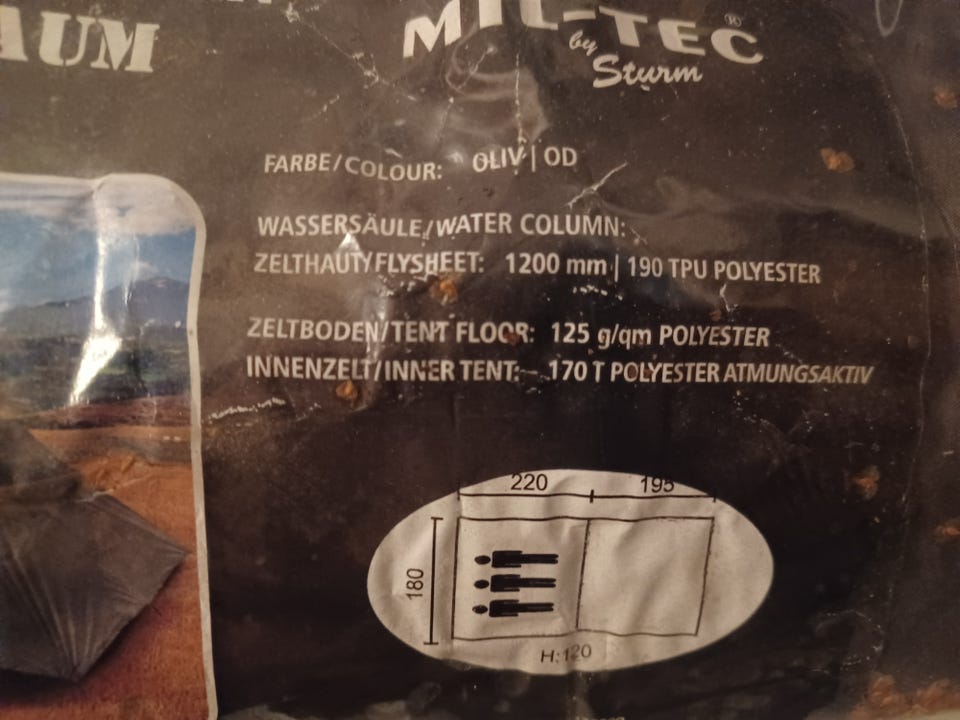 AUM
MIL-TEC®
by
Sturm
FARBE/COLOUR: OLIV | OD
WASSERSÄULE/WATER COLUMN:
ZELTHAUT/FLYSHEET: 1200 mm | 190 TPU POLYESTER
ZELTBODEN/TENT FLOOR: 125 g/qm POLYESTER
INNENZELT/INNER TENT: 170 T POLYESTER ATMUNGSAKTIV
220 195
180
H:120